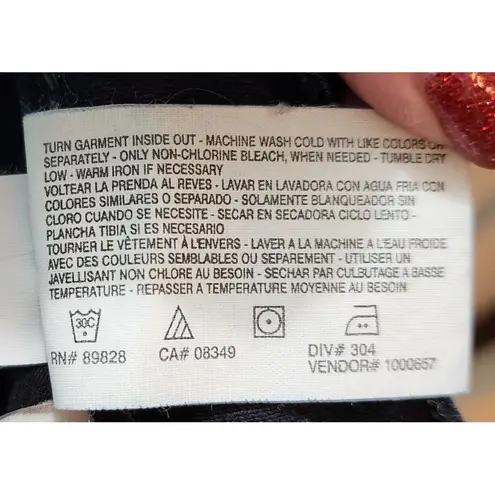 TURN GARMENT INSIDE OUT - MACHINE WASH COLD WITH LIKE COLORS OR
SEPARATELY - ONLY NON-CHLORINE BLEACH, WHEN NEEDED - TUMBLE DRY
LOW - WARM IRON IF NECESSARY
VOLTEAR LA PRENDA AL REVES - LAVAR EN LAVADORA CON AGUA FRIA CON
COLORES SIMILARES O SEPARADO - SOLAMENTE BLANQUEADOR SIN
CLORO CUANDO SE NECESITE - SECAR EN SECADORA CICLO LENTO -
PLANCHA TIBIA SI ES NECESARIO
TOURNER LE VÊTEMENT À L'ENVERS - LAVER A LA MACHINE A L'EAU FROIDE
AVEC DES COULEURS SEMBLABLES OU SEPAREMENT - UTILISER UN
JAVELLISANT NON CHLORE AU BESOIN - SECHAR PAR CULBUTAGE A BASSE
TEMPERATURE - REPASSER A TEMPERATURE MOYENNE AU BESOIN
30C
RN# 89828 CA# 08349 DIV# 304
VENDOR# 1000657